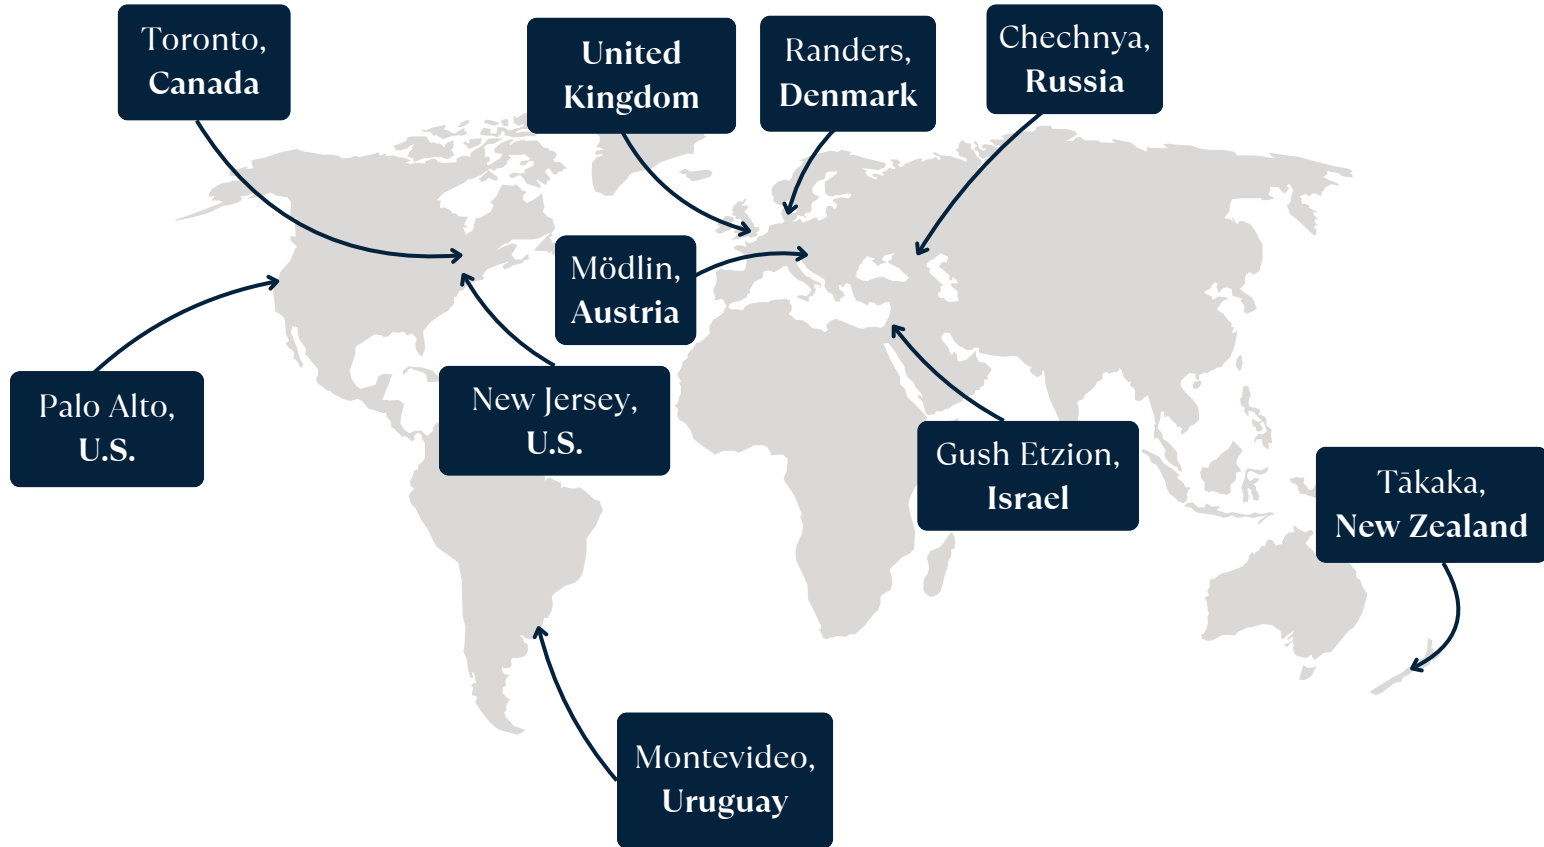 Toronto,
Canada
United
Kingdom
Randers,
Denmark
Chechnya,
Russia
Mödlin,
Austria
Palo Alto,
U.S.
New Jersey,
U.S.
Gush Etzion,
Israel
Tākaka,
New Zealand
Montevideo,
Uruguay